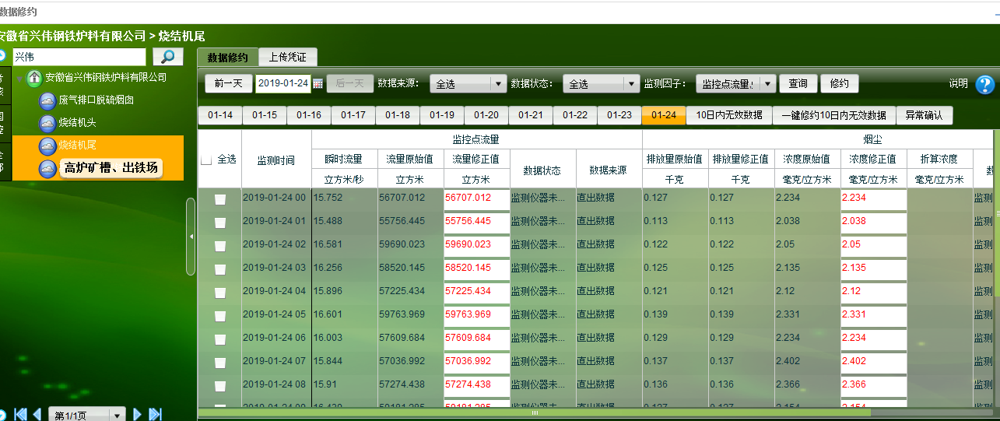 数据修约
安徽省兴伟钢铁炉料有限公司 > 烧结机尾
兴伟
安徽省兴伟钢铁炉料有限公司
废气排口脱硫烟囱
烧结机头
烧结机尾
高炉矿槽、出铁场
第1/1页
数据修约 上传凭证
前一天 2019-01-24 后一天 数据来源: 全选 数据状态: 全选 监测因子: 监控点流量 查询 修约 说明
01-14 01-15 01-16 01-17 01-18 01-19 01-20 01-21 01-22 01-23 01-24 10日内无效数据 一键修约10日内无效数据 异常确认
监控点流量 烟尘
全选 监测时间 瞬时流量 流量原始值 流量修正值 数据状态 数据来源 排放量原始值 排放量修正值 浓度原始值 浓度修正值 折算浓度 数
立方米/秒 立方米 立方米 千克 千克 毫克/立方米 毫克/立方米 毫克/立方米
2019-01-24 00 15.752 56707.012 56707.012 监测仪器未... 直出数据 0.127 0.127 2.234 2.234 监测
2019-01-24 01 15.488 55756.445 55756.445 监测仪器未... 直出数据 0.113 0.113 2.038 2.038 监测
2019-01-24 02 16.581 59690.023 59690.023 监测仪器未... 直出数据 0.122 0.122 2.05 2.05 监测
2019-01-24 03 16.256 58520.145 58520.145 监测仪器未... 直出数据 0.125 0.125 2.135 2.135 监测
2019-01-24 04 15.896 57225.434 57225.434 监测仪器未... 直出数据 0.121 0.121 2.12 2.12 监测
2019-01-24 05 16.601 59763.969 59763.969 监测仪器未... 直出数据 0.139 0.139 2.331 2.331 监测
2019-01-24 06 16.003 57609.684 57609.684 监测仪器未... 直出数据 0.129 0.129 2.234 2.234 监测
2019-01-24 07 15.844 57036.992 57036.992 监测仪器未... 直出数据 0.137 0.137 2.402 2.402 监测
2019-01-24 08 15.91 57274.438 57274.438 监测仪器未... 直出数据 0.136 0.136 2.366 2.366 监测